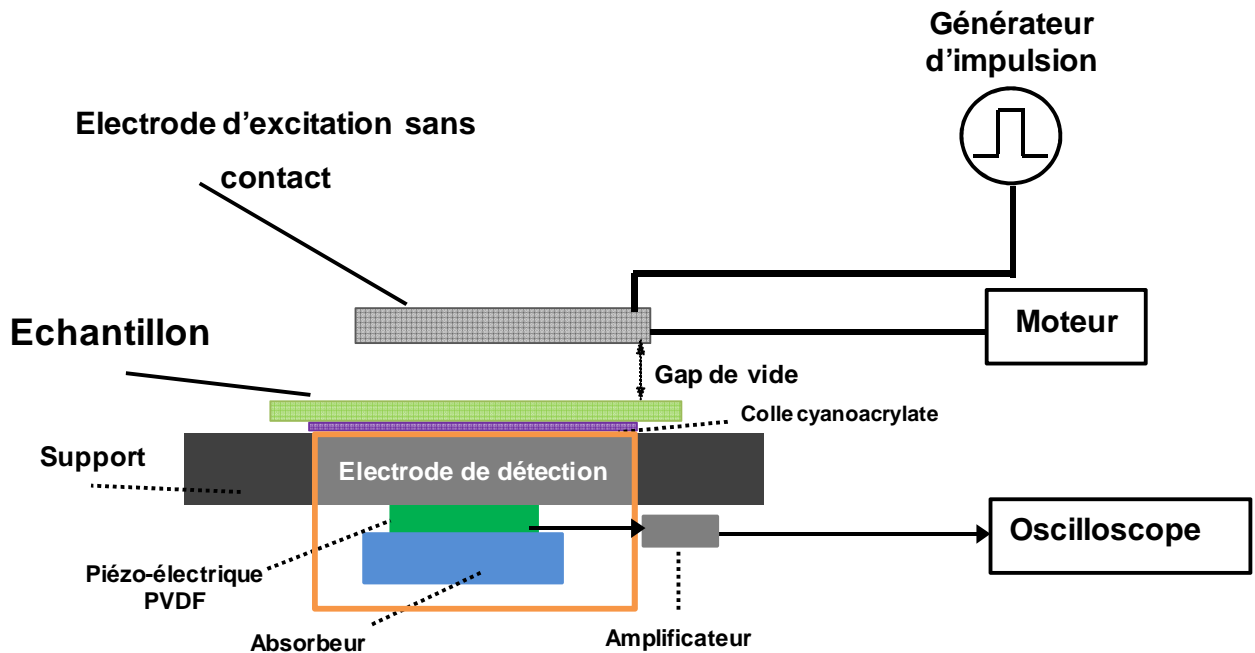 Générateur
d’impulsion
Electrode d’excitation sans
contact
Moteur
Echantillon
Gap de vide
Colle cyanoacrylate
Support
Electrode de détection
Oscilloscope
Piézo-électrique
PVDF
Absorbeur
Amplificateur